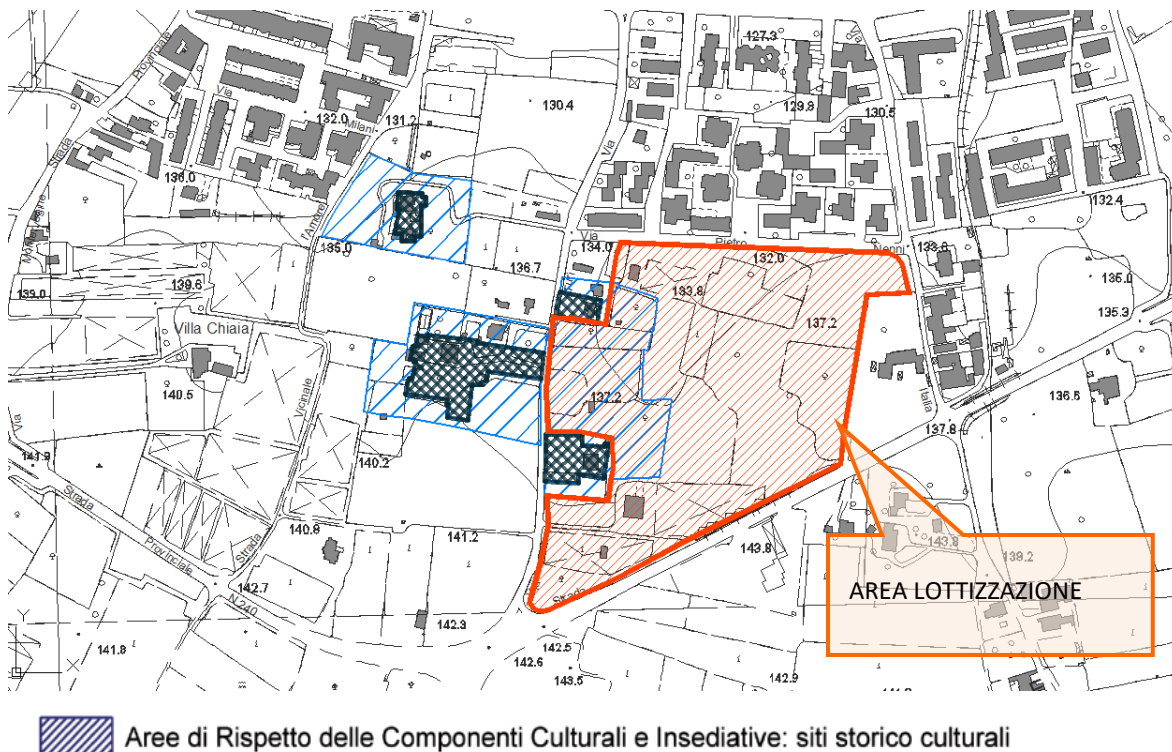 127.3
130.4
129.8
130.5
Via
Via
Via
Provinciale
Strada
132.0
Milani
131.2
138.0
132.4
l'Amore
135.0
134.0
Via
Pietro
Nenni
133.8
132.0
136.7
133.8
136.0
139.0
139.6
135.3
137.2
Villa Chiaia
Vicinale
140.5
137.2
Italia
136.6
137.8
Via
141.9
140.2
Strada
Provinciale
140.8
141.2
143.8
143.8
139.2
Strada
142.7
N.240
Strada
AREA LOTTIZZAZIONE
142.3
142.5
141.8
142.6
143.5
142.9
Y
X
Aree di Rispetto delle Componenti Culturali e Insediative: siti storico culturali